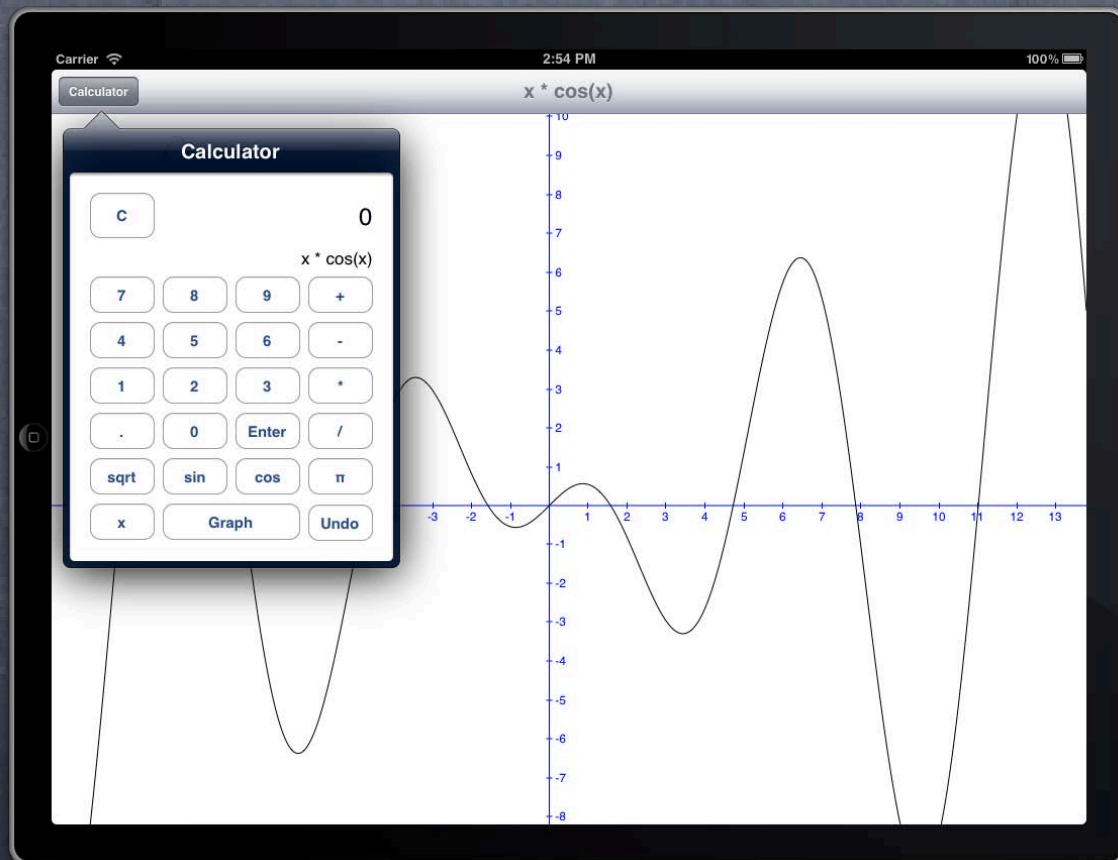 Carrier 2:54 PM 100%
Calculator x * cos(x)
Calculator
C 0
x * cos(x)
7 8 9 +
4 5 6 -
1 2 3 *
. 0 Enter /
sqrt sin cos π
x Graph Undo
10
9
8
7
6
5
4
3
2
1
-3 -2 -1 1 2 3 4 5 6 7 8 9 10 11 12 13
-1
-2
-3
-4
-5
-6
-7
-8